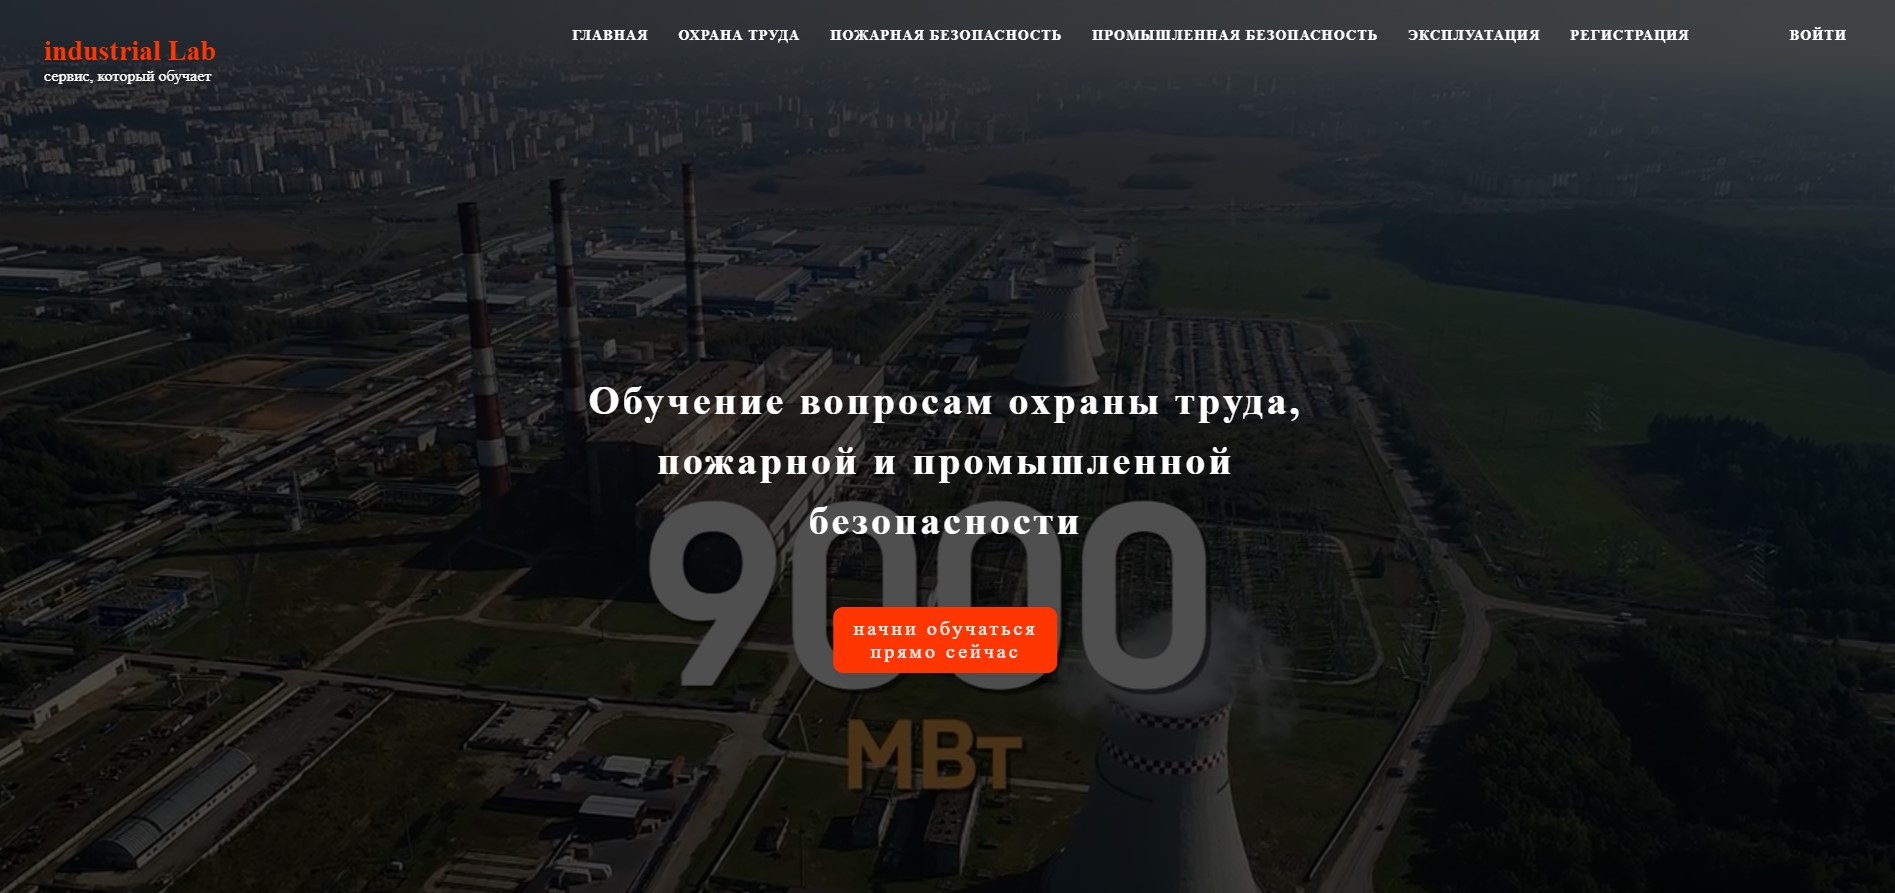 industrial Lab
сервис, который обучает
ГЛАВНАЯ ОХРАНА ТРУДА ПОЖАРНАЯ БЕЗОПАСНОСТЬ ПРОМЫШЛЕННАЯ БЕЗОПАСНОСТЬ ЭКСПЛУАТАЦИЯ РЕГИСТРАЦИЯ ВОЙТИ
Обучение вопросам охраны труда,
пожарной и промышленной
безопасности
9000
начни обучаться
прямо сейчас
МВт